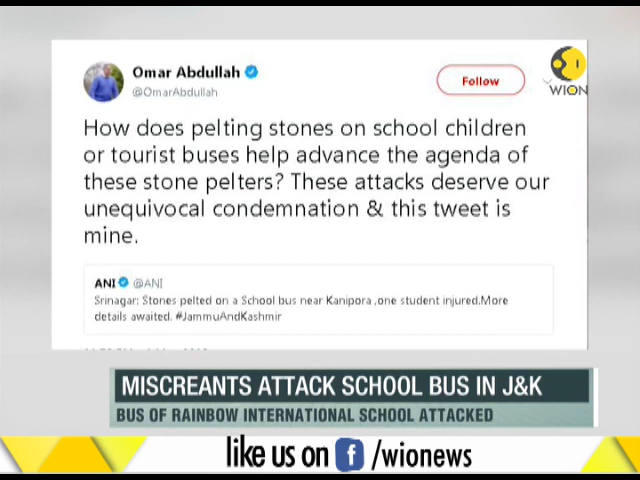 Omar Abdullah
@OmarAbdullah
Follow
WION
How does pelting stones on school children
or tourist buses help advance the agenda of
these stone pelters? These attacks deserve our
unequivocal condemnation & this tweet is
mine.
ANI @ANI
Srinagar: Stones pelted on a School bus near Kanipora ,one student injured.More
details awaited. #JammuAndKashmir
MISCREANTS ATTACK SCHOOL BUS IN J&K
BUS OF RAINBOW INTERNATIONAL SCHOOL ATTACKED
like us on f /wionews